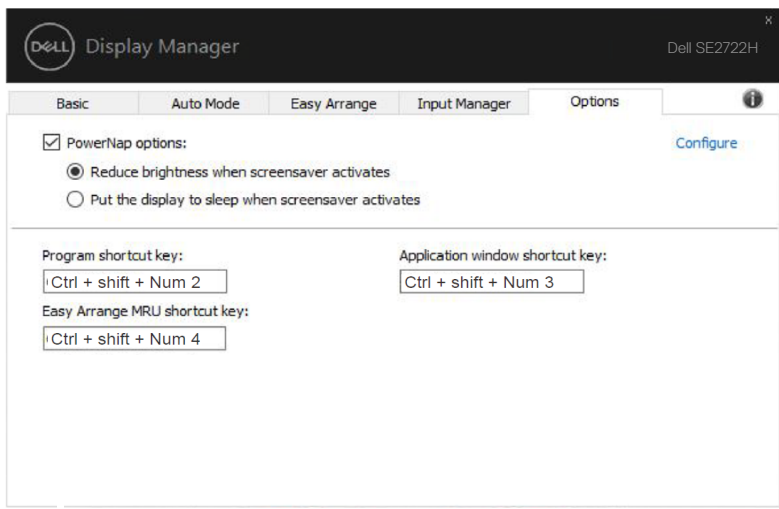 x
DELL Display Manager
Dell SE2722H
Basic Auto Mode Easy Arrange Input Manager Options
PowerNap options: Configure
Reduce brightness when screensaver activates
Put the display to sleep when screensaver activates
Program shortcut key: Application window shortcut key:
Ctrl + shift + Num 2 Ctrl + shift + Num 3
Easy Arrange MRU shortcut key:
Ctrl + shift + Num 4